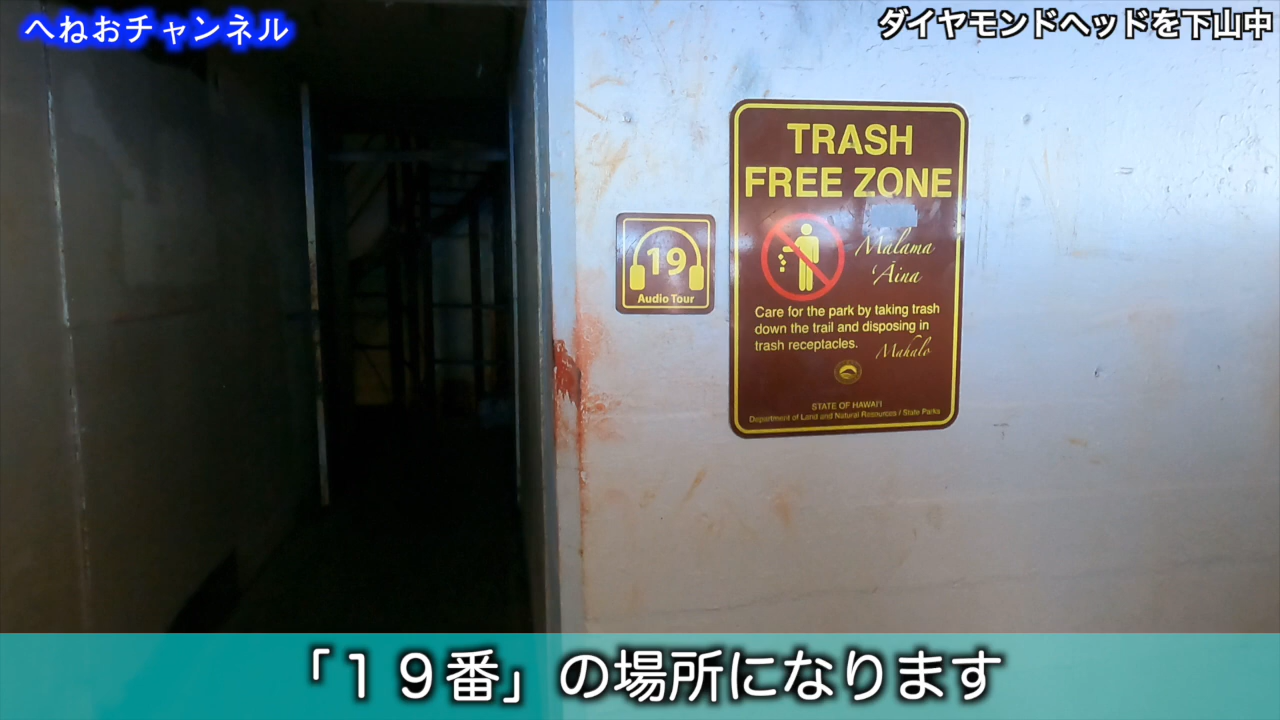 へねおチャンネル
ダイヤモンドヘッドを下山中
TRASH
FREE ZONE
Malama
ʻĀina
19
Audio Tour
Care for the park by taking trash
down the trail and disposing in
trash receptacles.
Mahalo
STATE OF HAWAIʻI
Department of Land and Natural Resources / State Parks
「１９番」の場所になります